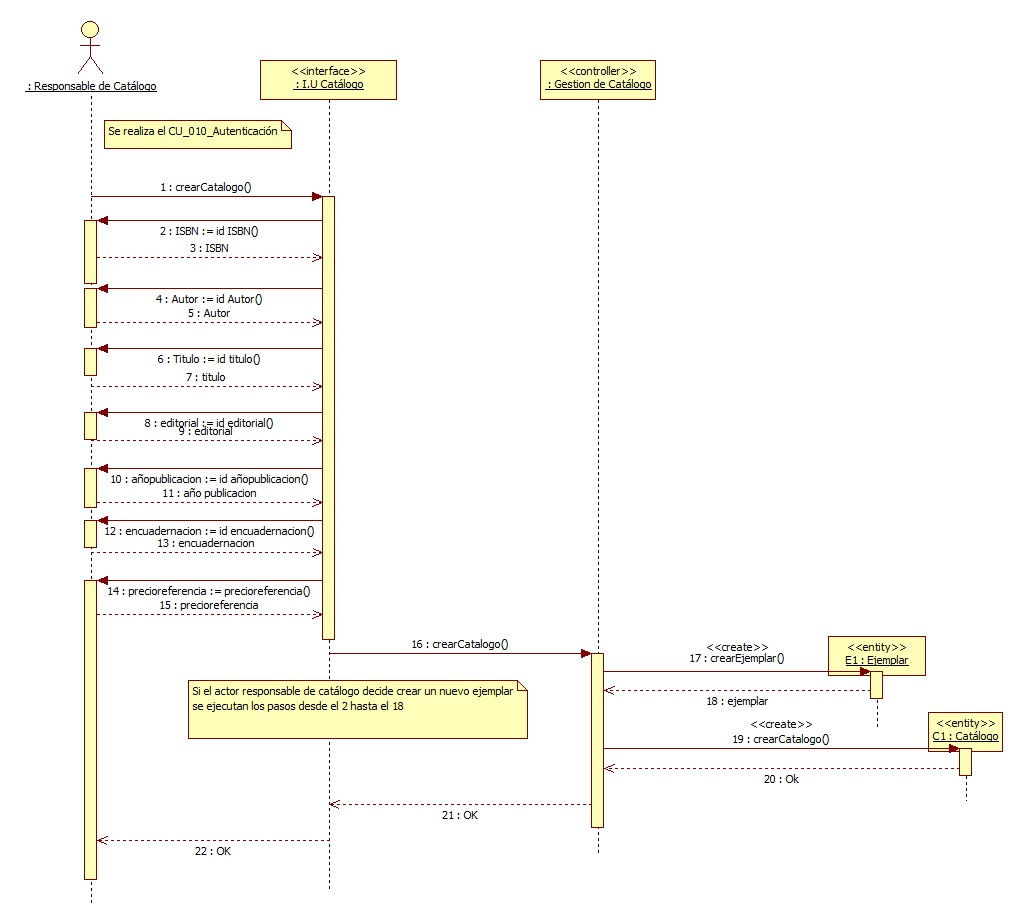 : Responsable de Catálogo
<<interface>>
: I.U Catálogo
<<controller>>
: Gestion de Catálogo
Se realiza el CU_010_Autenticación
1 : crearCatalogo()
2 : ISBN := id ISBN()
3 : ISBN
4 : Autor := id Autor()
5 : Autor
6 : Titulo := id titulo()
7 : titulo
8 : editorial := id editorial()
9 : editorial
10 : añopublicacion := id añopublicacion()
11 : año publicacion
12 : encuadernacion := id encuadernacion()
13 : encuadernacion
14 : precioreferencia := precioreferencia()
15 : precioreferencia
16 : crearCatalogo()
<<create>>
17 : crearEjemplar()
<<entity>>
E1 : Ejemplar
18 : ejemplar
Si el actor responsable de catálogo decide crear un nuevo ejemplar
se ejecutan los pasos desde el 2 hasta el 18
<<create>>
19 : crearCatalogo()
<<entity>>
C1 : Catálogo
20 : Ok
21 : OK
22 : OK